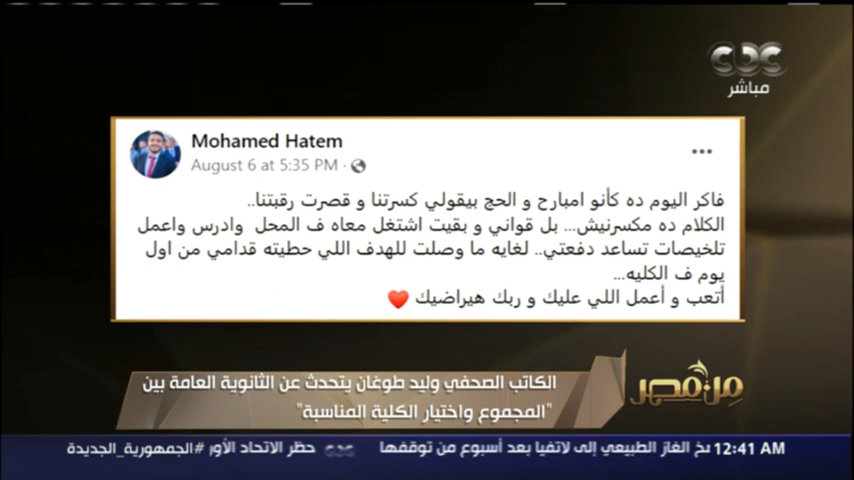 cbc
مباشر
Mohamed Hatem
August 6 at 5:35 PM
فاكر اليوم ده كأنو امبارح و الحج بيقولي كسرتنا و قصرت رقبتنا..
الكلام ده مكسرنيش... بل قواني و بقيت اشتغل معاه ف المحل وادرس واعمل
تلخيصات تساعد دفعتي.. لغايه ما وصلت للهدف اللي حطيته قدامي من اول
يوم ف الكليه...
أتعب و أعمل اللي عليك و ربك هيراضيك ❤️
الكاتب الصحفي وليد طوغان يتحدث عن الثانوية العامة بين
"المجموع واختيار الكلية المناسبة"
من مصر
12:41 AM
خ الغاز الطبيعي إلى لاتفيا بعد أسبوع من توقفها cbc حظر الاتحاد الأور
#الجمهورية_الجديدة